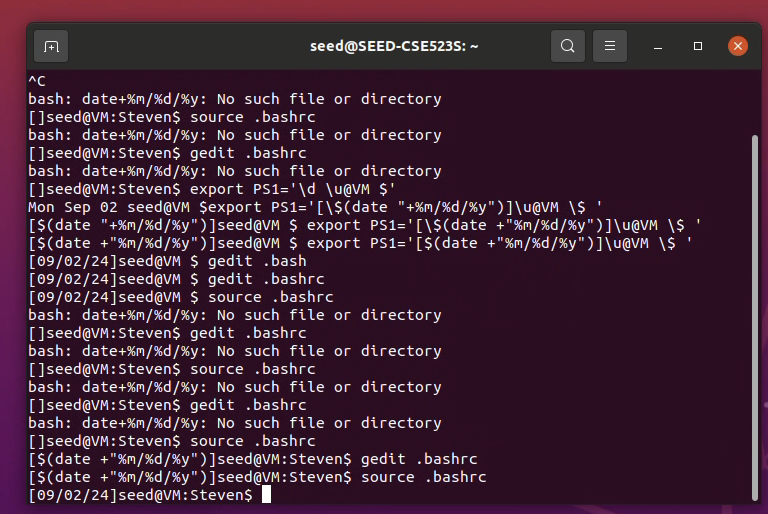 seed@SEED-CSE523S: ~
^C
bash: date+%m/%d/%y: No such file or directory
[]seed@VM:Steven$ source .bashrc
bash: date+%m/%d/%y: No such file or directory
[]seed@VM:Steven$ gedit .bashrc
bash: date+%m/%d/%y: No such file or directory
[]seed@VM:Steven$ export PS1='\d \u@VM $'
Mon Sep 02 seed@VM $export PS1='[\$(date "+%m/%d/%y")]\u@VM \$ '
[$(date "+%m/%d/%y")]seed@VM $ export PS1='[\$(date +"%m/%d/%y")]\u@VM \$ '
[$(date +"%m/%d/%y")]seed@VM $ export PS1='[$(date +"%m/%d/%y")]\u@VM \$ '
[09/02/24]seed@VM $ gedit .bash
[09/02/24]seed@VM $ gedit .bashrc
[09/02/24]seed@VM $ source .bashrc
bash: date+%m/%d/%y: No such file or directory
[]seed@VM:Steven$ gedit .bashrc
bash: date+%m/%d/%y: No such file or directory
[]seed@VM:Steven$ source .bashrc
bash: date+%m/%d/%y: No such file or directory
[]seed@VM:Steven$ gedit .bashrc
bash: date+%m/%d/%y: No such file or directory
[]seed@VM:Steven$ source .bashrc
[$(date +"%m/%d/%y")]seed@VM:Steven$ gedit .bashrc
[$(date +"%m/%d/%y")]seed@VM:Steven$ source .bashrc
[09/02/24]seed@VM:Steven$